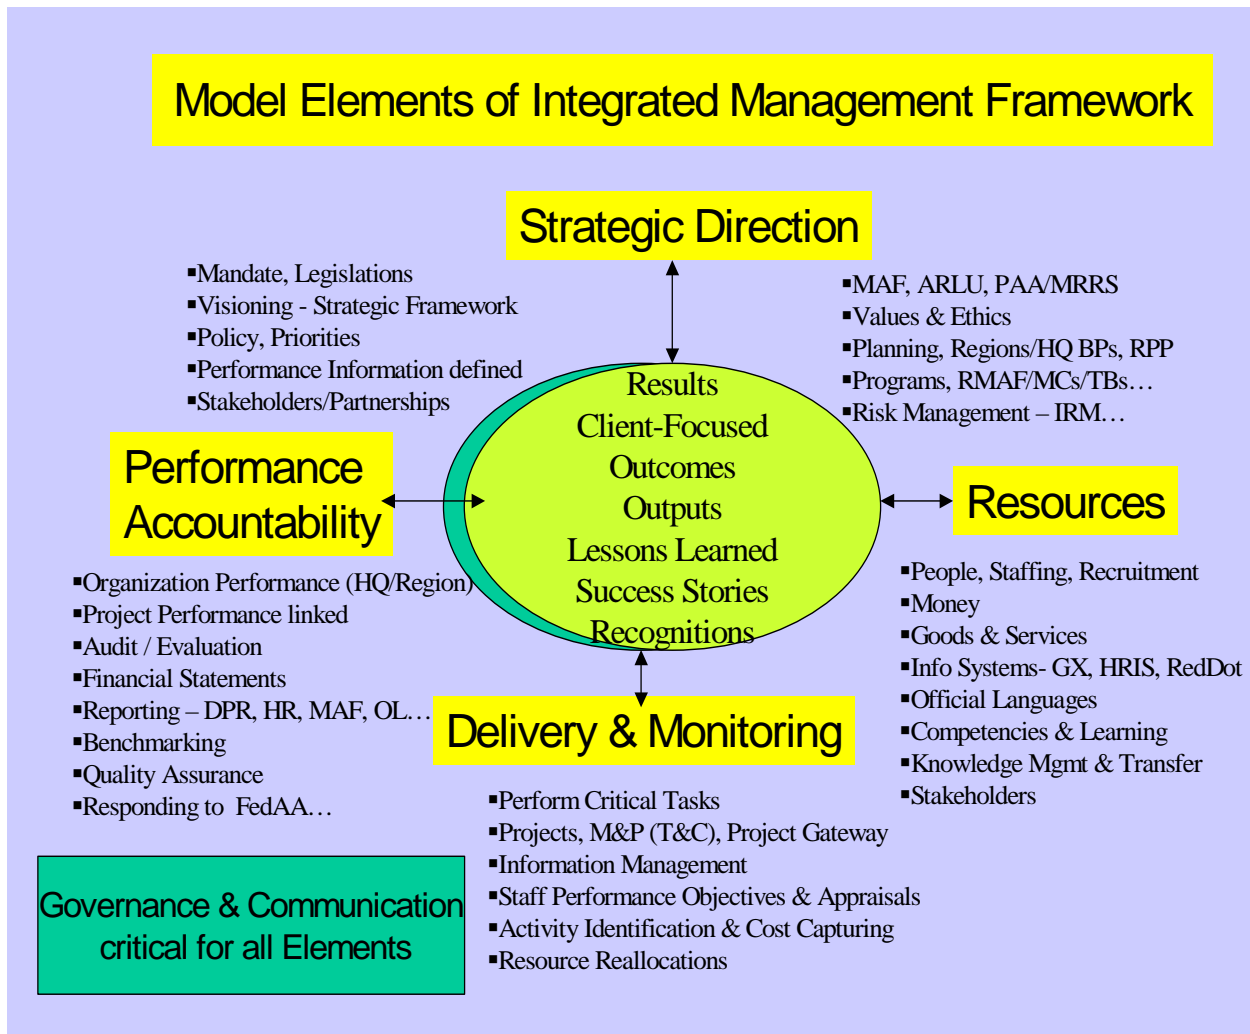 Model Elements of Integrated Management Framework
Strategic Direction
▪Mandate, Legislations
▪Visioning - Strategic Framework
▪Policy, Priorities
▪Performance Information defined
▪Stakeholders/Partnerships
▪MAF, ARLU, PAA/MRRS
▪Values & Ethics
▪Planning, Regions/HQ BPs, RPP
▪Programs, RMAF/MCs/TBs…
▪Risk Management – IRM…
Results
Client-Focused
Outcomes
Outputs
Lessons Learned
Success Stories
Recognitions
Performance
Accountability
▪Organization Performance (HQ/Region)
▪Project Performance linked
▪Audit / Evaluation
▪Financial Statements
▪Reporting – DPR, HR, MAF, OL…
▪Benchmarking
▪Quality Assurance
▪Responding to FedAA…
Resources
▪People, Staffing, Recruitment
▪Money
▪Goods & Services
▪Info Systems- GX, HRIS, RedDot
▪Official Languages
▪Competencies & Learning
▪Knowledge Mgmt & Transfer
▪Stakeholders
Delivery & Monitoring
▪Perform Critical Tasks
▪Projects, M&P (T&C), Project Gateway
▪Information Management
▪Staff Performance Objectives & Appraisals
▪Activity Identification & Cost Capturing
▪Resource Reallocations
Governance & Communication
critical for all Elements